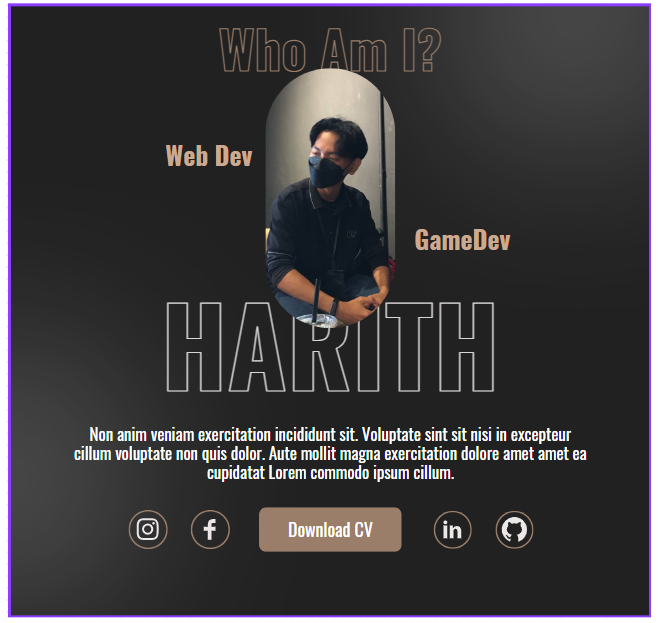 Who Am I?
Web Dev
GameDev
HARITH
Non anim veniam exercitation incididunt sit. Voluptate sint sit nisi in excepteur
cillum voluptate non quis dolor. Aute mollit magna exercitation dolore amet amet ea
cupidatat Lorem commodo ipsum cillum.
Download CV